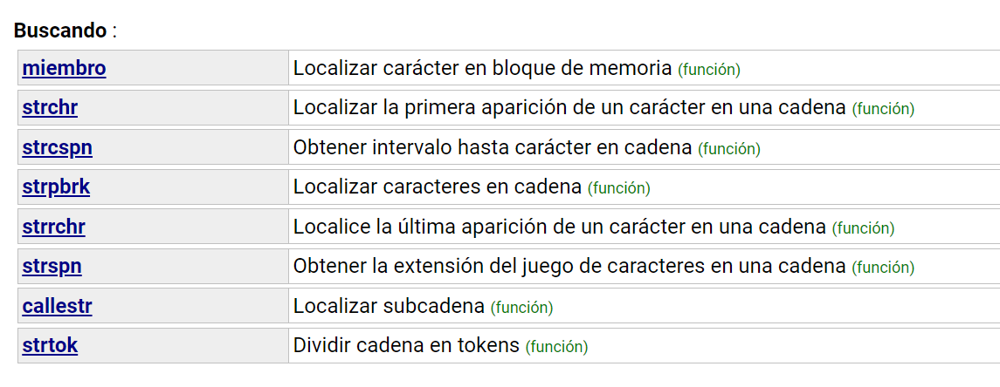 Buscando :
miembro Localizar carácter en bloque de memoria (función)
strchr Localizar la primera aparición de un carácter en una cadena (función)
strcspn Obtener intervalo hasta carácter en cadena (función)
strpbrk Localizar caracteres en cadena (función)
strrchr Localice la última aparición de un carácter en una cadena (función)
strspn Obtener la extensión del juego de caracteres en una cadena (función)
callestr Localizar subcadena (función)
strtok Dividir cadena en tokens (función)